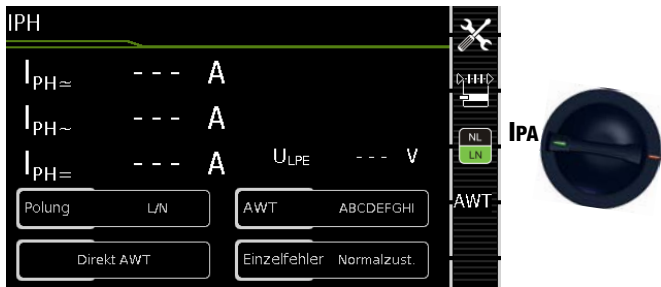 IPH
IPH≂ --- A
IPH~ --- A
IPH= --- A
ULPE --- V
Polung L/N
AWT ABCDEFGHI
Direkt AWT
Einzelfehler Normalzust.
NL
LN
AWT
IPA